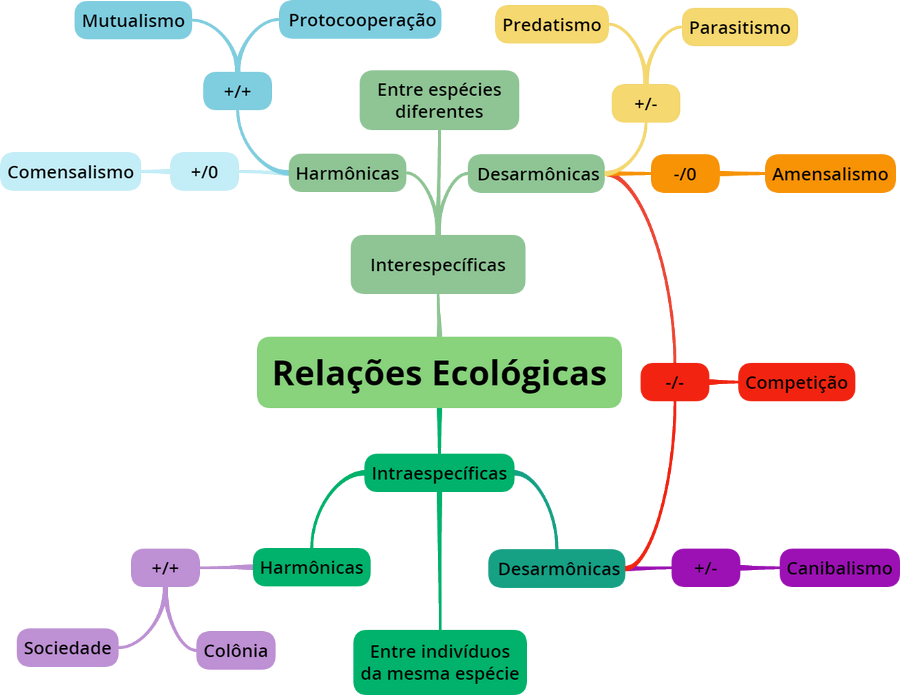 Mutualismo
Protocooperação
Predatismo
Parasitismo
+/+
Entre espécies
diferentes
+/-
Comensalismo
+/0
Harmônicas
Desarmônicas
-/0
Amensalismo
Interespecíficas
Relações Ecológicas
-/-
Competição
Intraespecíficas
+/+
Harmônicas
Desarmônicas
+/-
Canibalismo
Sociedade
Colônia
Entre indivíduos
da mesma espécie